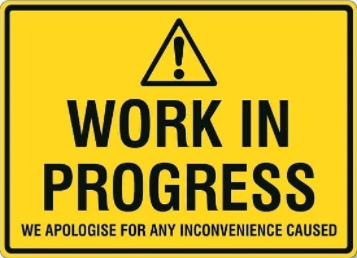 WORK IN
PROGRESS
WE APOLOGISE FOR ANY INCONVENIENCE CAUSED